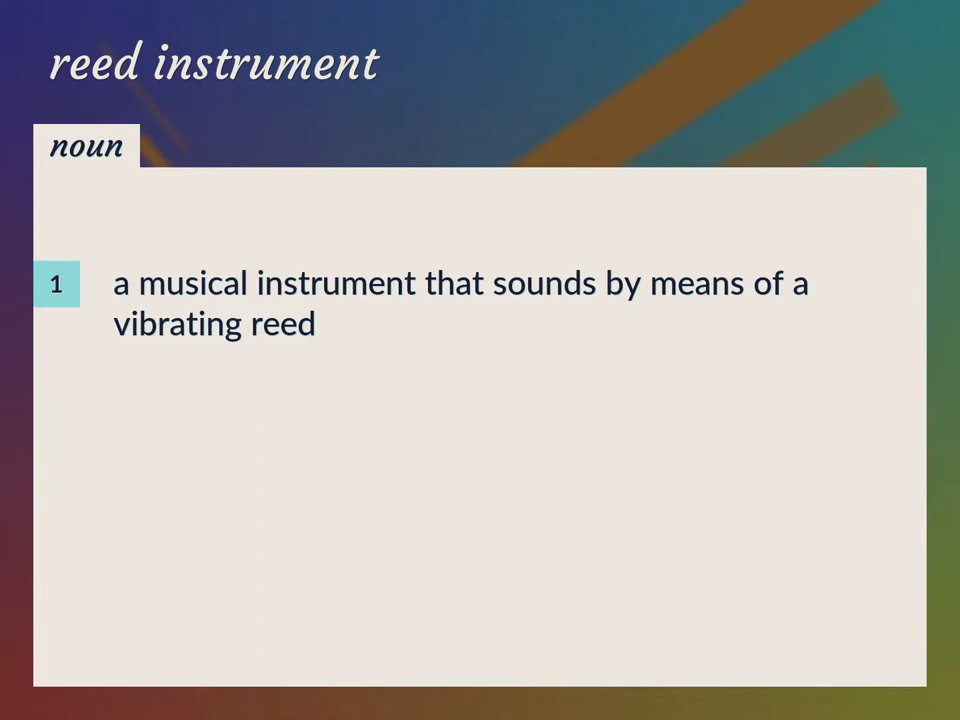 reed instrument
noun
1 a musical instrument that sounds by means of a
vibrating reed